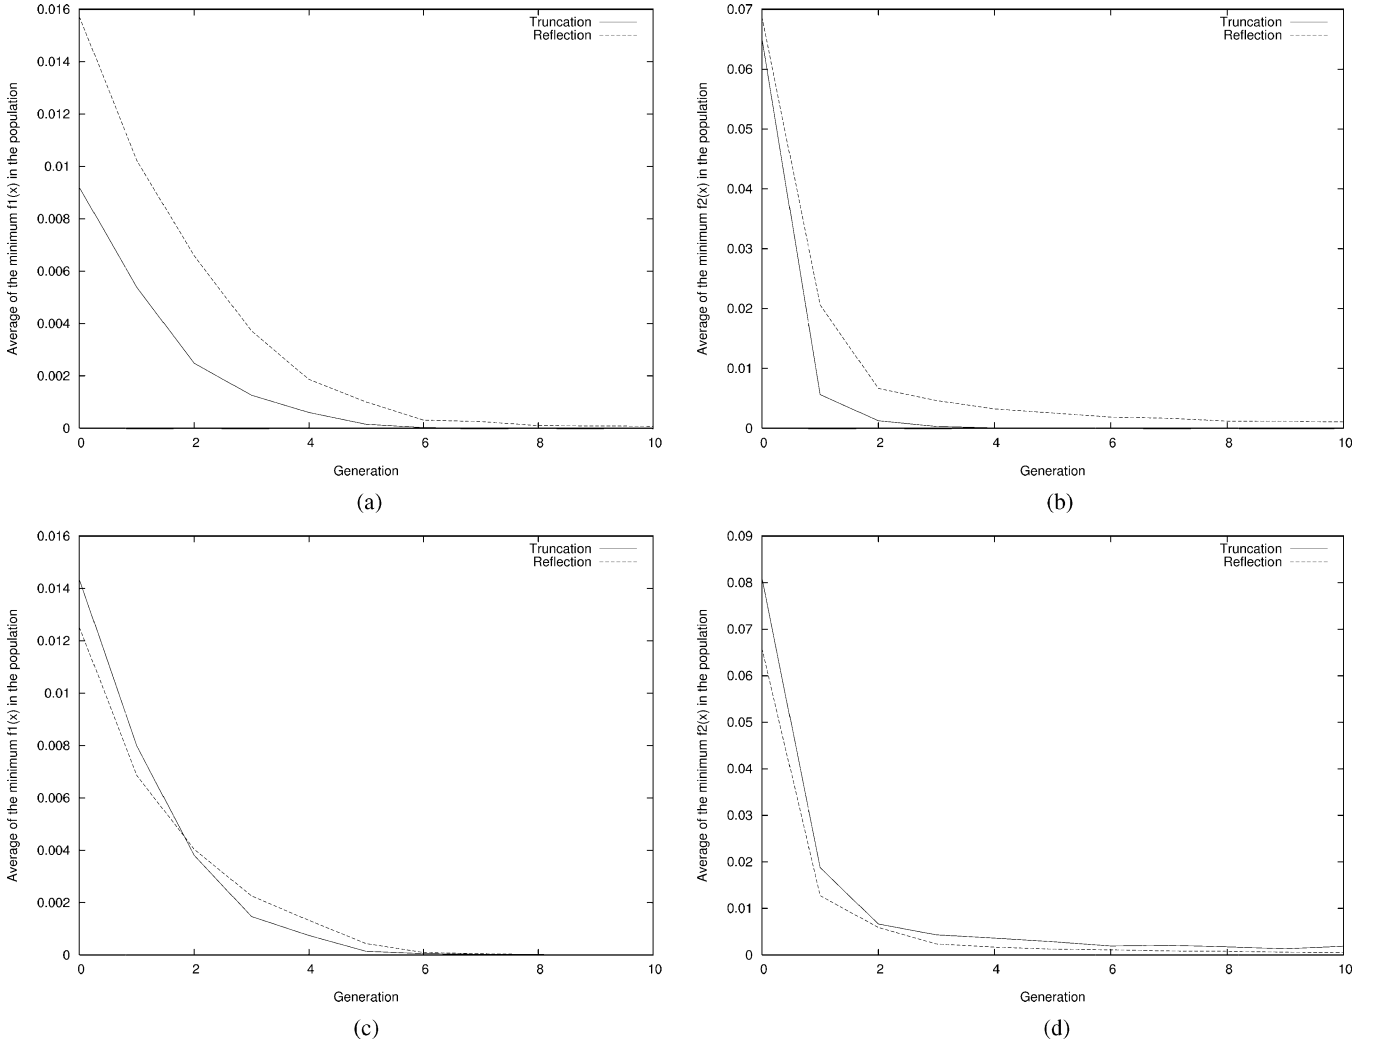 Average of the minimum f1(x) in the population
0.016
0.014
0.012
0.01
0.008
0.006
0.004
0.002
0
0 2 4 6 8 10
Generation
Truncation
Reflection
(a)
Average of the minimum f2(x) in the population
0.07
0.06
0.05
0.04
0.03
0.02
0.01
0
0 2 4 6 8 10
Generation
Truncation
Reflection
(b)
Average of the minimum f1(x) in the population
0.016
0.014
0.012
0.01
0.008
0.006
0.004
0.002
0
0 2 4 6 8 10
Generation
Truncation
Reflection
(c)
Average of the minimum f2(x) in the population
0.09
0.08
0.07
0.06
0.05
0.04
0.03
0.02
0.01
0
0 2 4 6 8 10
Generation
Truncation
Reflection
(d)